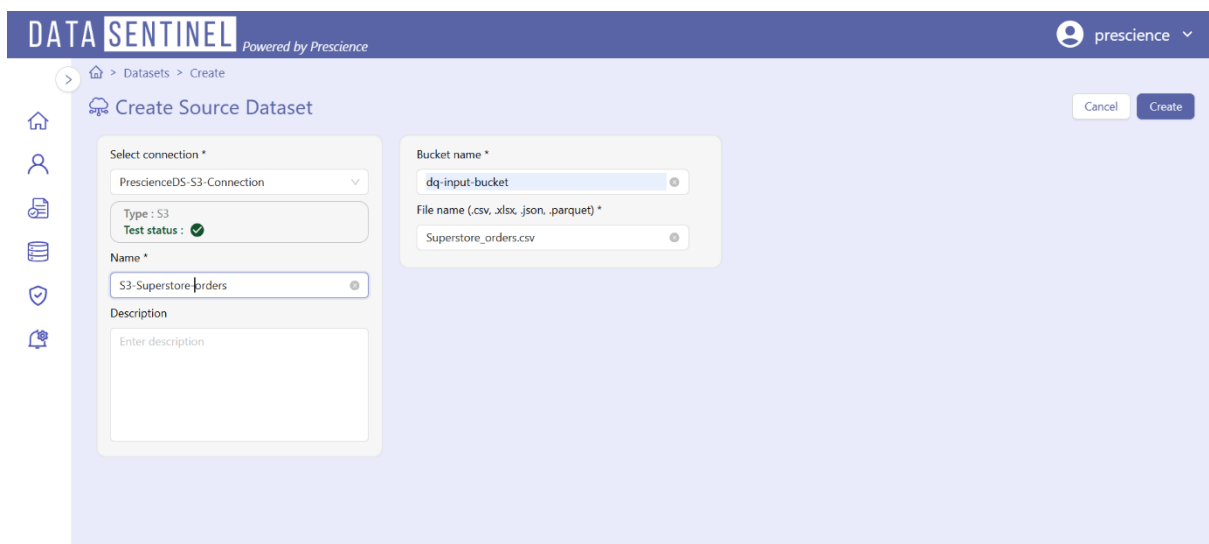 DATA SENTINEL Powered by Prescience
prescience
> Datasets > Create
Create Source Dataset
Cancel
Create
Select connection *
PrescienceDS-S3-Connection
Type : S3
Test status :
Name *
S3-Superstore-orders
Description
Enter description
Bucket name *
dq-input-bucket
File name (.csv, .xlsx, .json, .parquet) *
Superstore_orders.csv